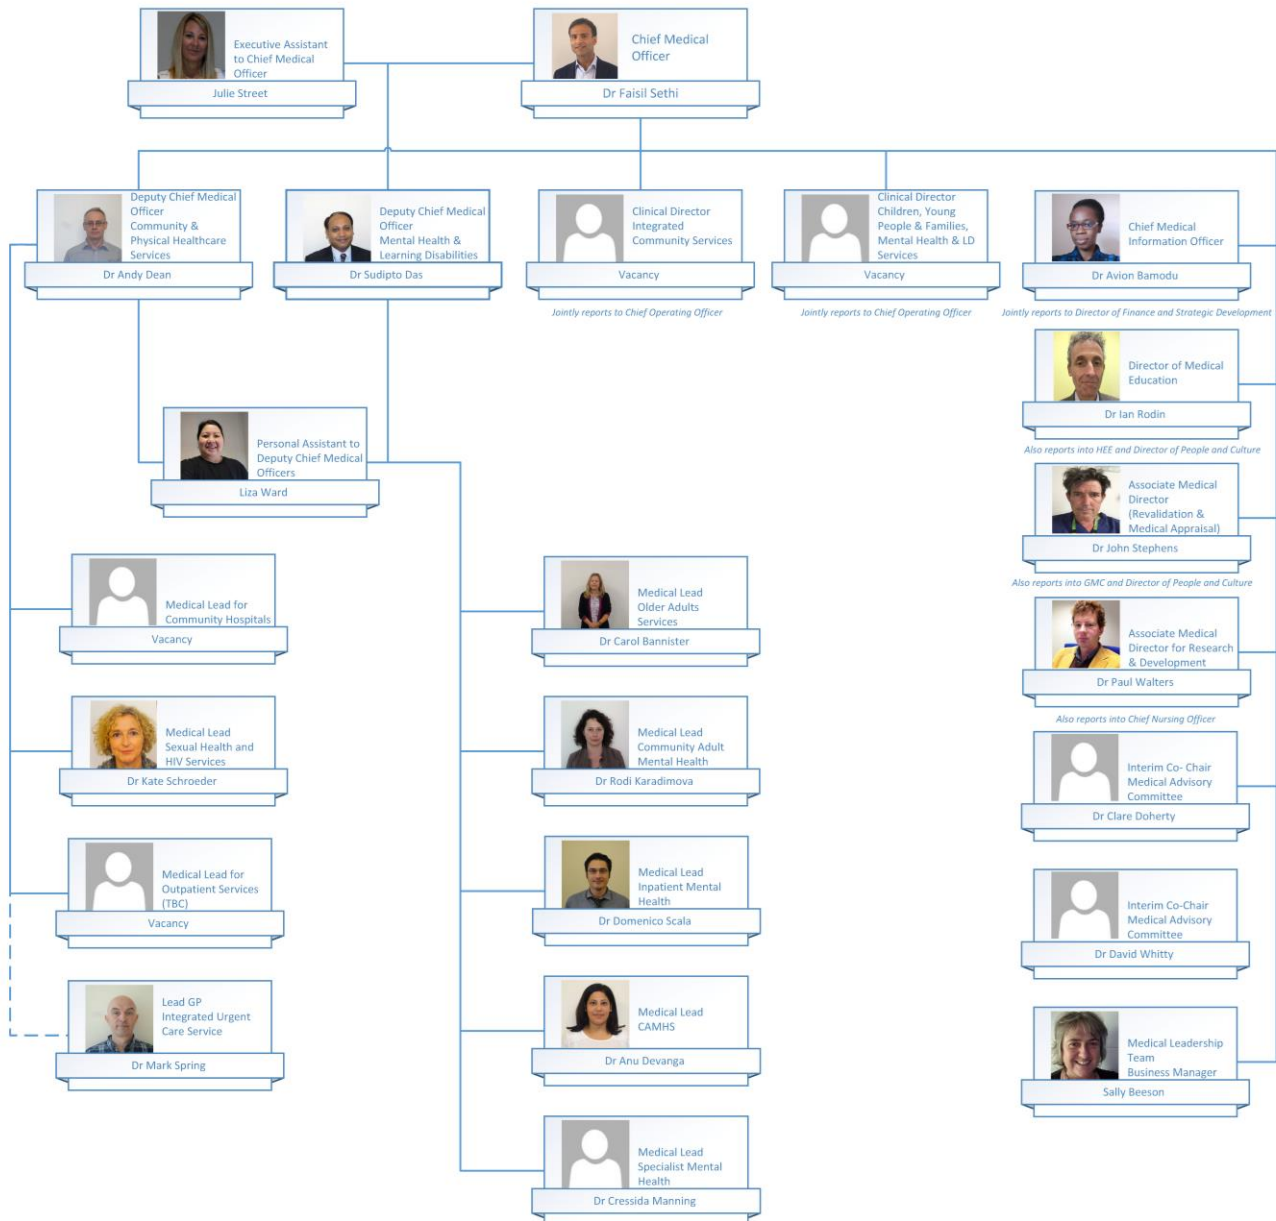 Executive Assistant
to Chief Medical
Officer
Julie Street
Chief Medical
Officer
Dr Faisil Sethi
Deputy Chief Medical
Officer
Community &
Physical Healthcare
Services
Dr Andy Dean
Deputy Chief Medical
Officer
Mental Health &
Learning Disabilities
Dr Sudipto Das
Clinical Director
Integrated
Community Services
Vacancy
Jointly reports to Chief Operating Officer
Clinical Director
Children, Young
People & Families,
Mental Health & LD
Services
Vacancy
Jointly reports to Chief Operating Officer
Chief Medical
Information Officer
Dr Avion Bamodu
Jointly reports to Director of Finance and Strategic Development
Director of Medical
Education
Dr Ian Rodin
Also reports into HEE and Director of People and Culture
Personal Assistant to
Deputy Chief Medical
Officers
Liza Ward
Associate Medical
Director
(Revalidation &
Medical Appraisal)
Dr John Stephens
Also reports into GMC and Director of People and Culture
Medical Lead for
Community Hospitals
Vacancy
Medical Lead
Older Adults
Services
Dr Carol Bannister
Associate Medical
Director for Research
& Development
Dr Paul Walters
Also reports into Chief Nursing Officer
Medical Lead
Sexual Health and
HIV Services
Dr Kate Schroeder
Medical Lead
Community Adult
Mental Health
Dr Rodi Karadimova
Interim Co- Chair
Medical Advisory
Committee
Dr Clare Doherty
Medical Lead for
Outpatient Services
(TBC)
Vacancy
Medical Lead
Inpatient Mental
Health
Dr Domenico Scala
Interim Co-Chair
Medical Advisory
Committee
Dr David Whitty
Lead GP
Integrated Urgent
Care Service
Dr Mark Spring
Medical Lead
CAMHS
Dr Anu Devanga
Medical Leadership
Team
Business Manager
Sally Beeson
Medical Lead
Specialist Mental
Health
Dr Cressida Manning